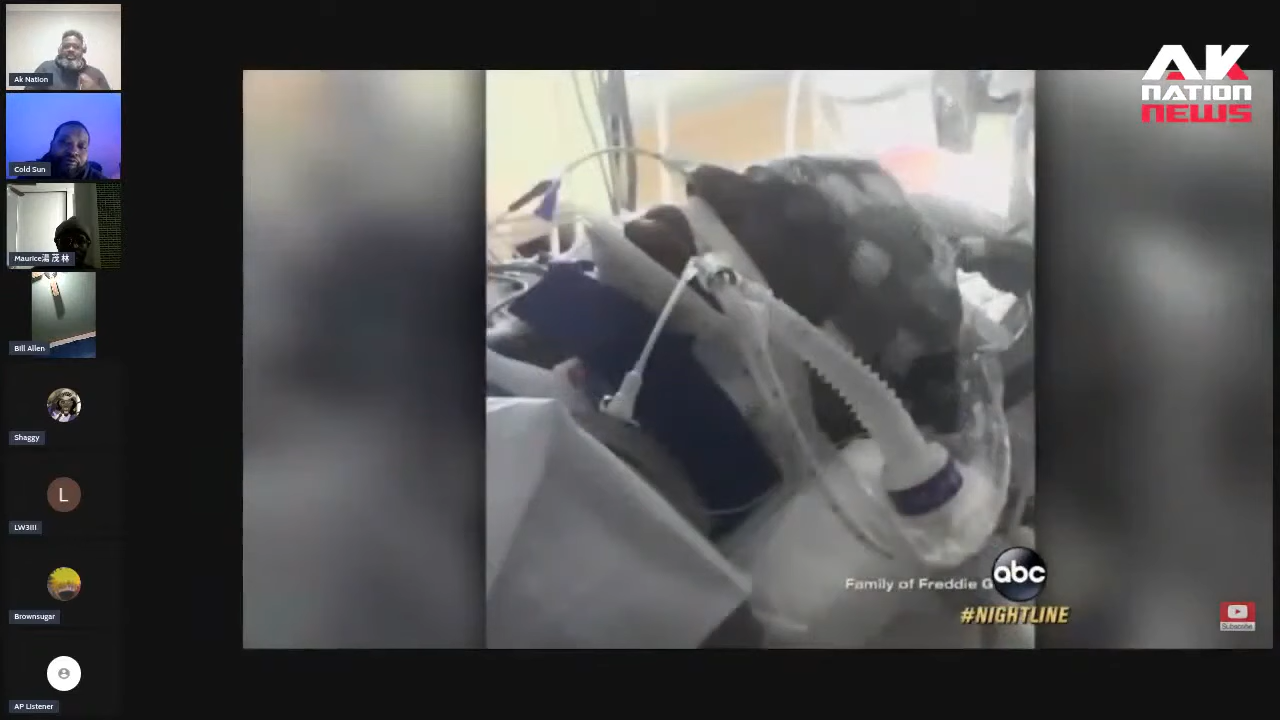 Ak Nation
Cold Sun
Maurice湯 茂 林
Bill Allen
Shaggy
L
LW3III
Brownsugar
AP Listener
AK
NATION
NEWS
Family of Freddie G
abc
#NIGHTLINE
Subscribe